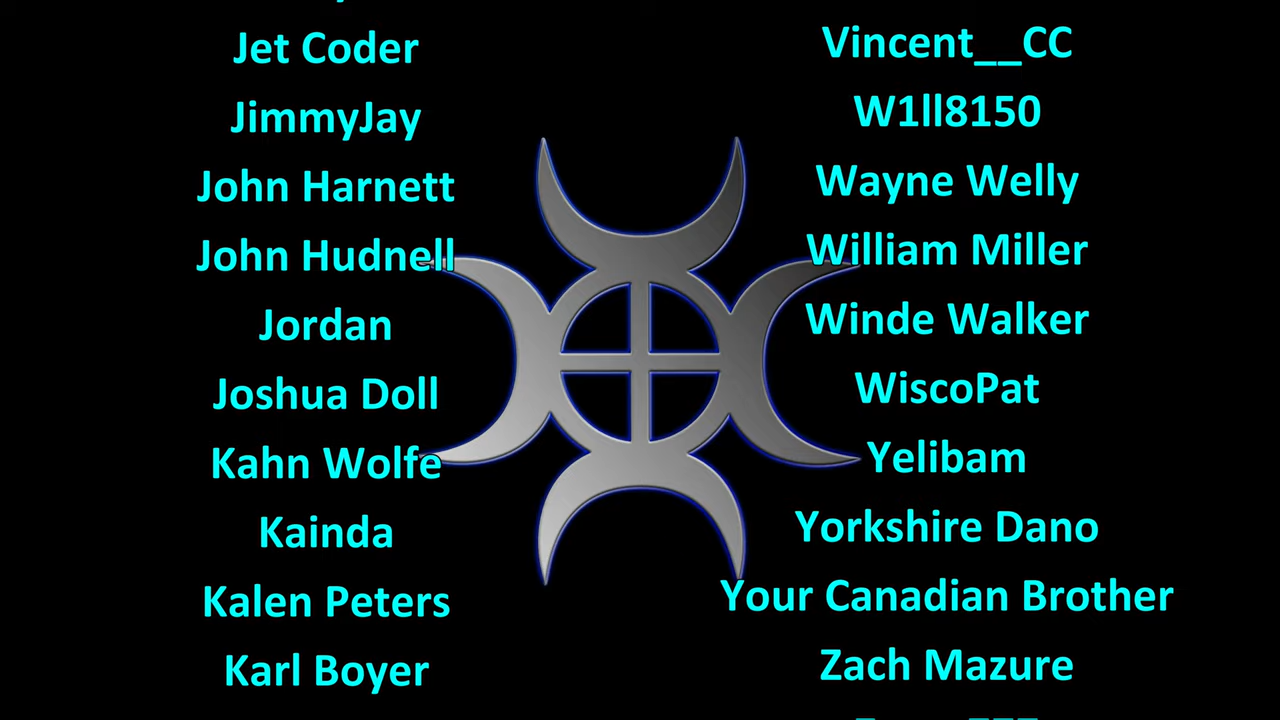 Jet Coder
JimmyJay
John Harnett
John Hudnell
Jordan
Joshua Doll
Kahn Wolfe
Kainda
Kalen Peters
Karl Boyer
Vincent__CC
W1ll8150
Wayne Welly
William Miller
Winde Walker
WiscoPat
Yelibam
Yorkshire Dano
Your Canadian Brother
Zach Mazure